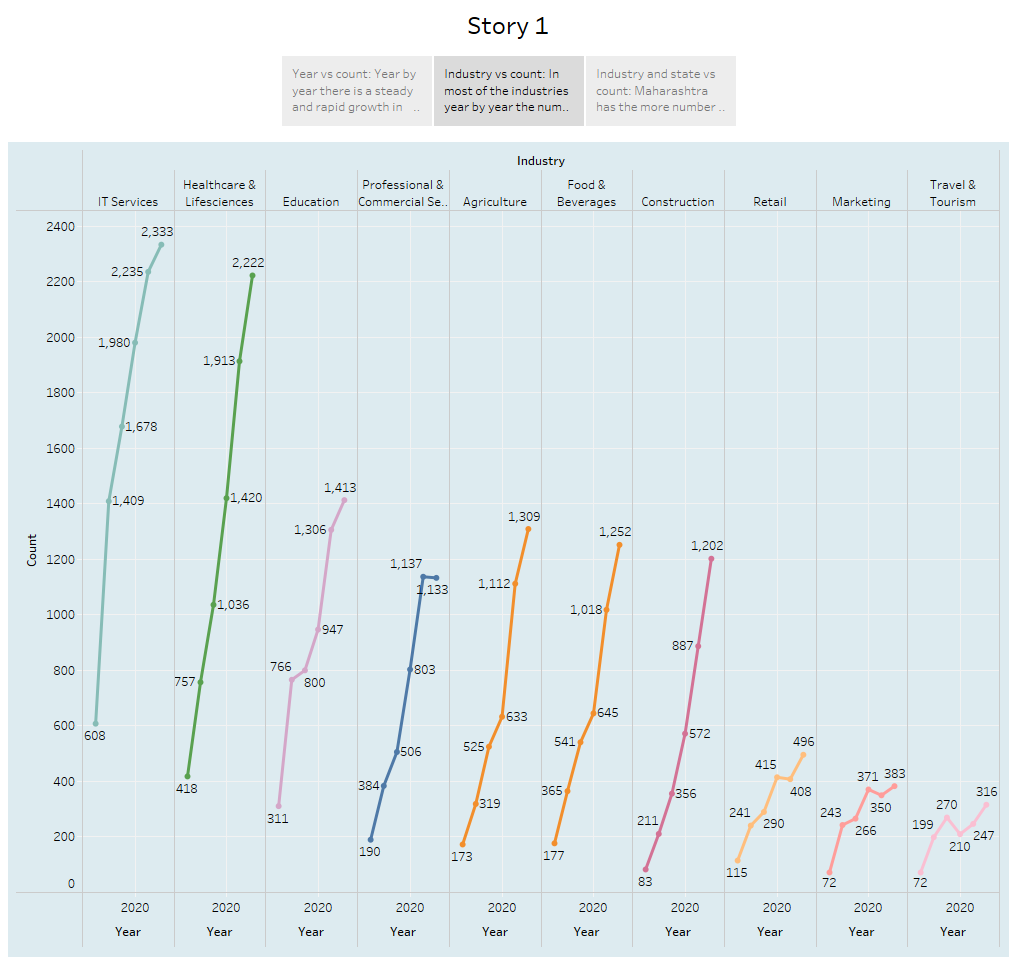 Story 1
Year vs count: Year by
year there is a steady
and rapid growth in ..
Industry vs count: In
most of the industries
year by year the num..
Industry and state vs
count: Maharashtra
has the more number ..
Industry
IT Services
Healthcare &
Lifesciences
Education
Professional &
Commercial Se..
Agriculture
Food &
Beverages
Construction
Retail
Marketing
Travel &
Tourism
Count
2400
2200
2000
1800
1600
1400
1200
1000
800
600
400
200
0
2,333
2,235
1,980
1,678
1,409
608
2,222
1,913
1,420
1,036
757
418
1,413
1,306
947
800
766
311
1,137
1,133
803
506
384
190
1,309
1,112
633
525
319
173
1,252
1,018
645
541
365
177
1,202
887
572
356
211
83
496
415
408
290
241
115
383
371
350
266
243
72
316
270
247
210
199
72
2020 2020 2020 2020 2020 2020 2020 2020 2020 2020
Year Year Year Year Year Year Year Year Year Year